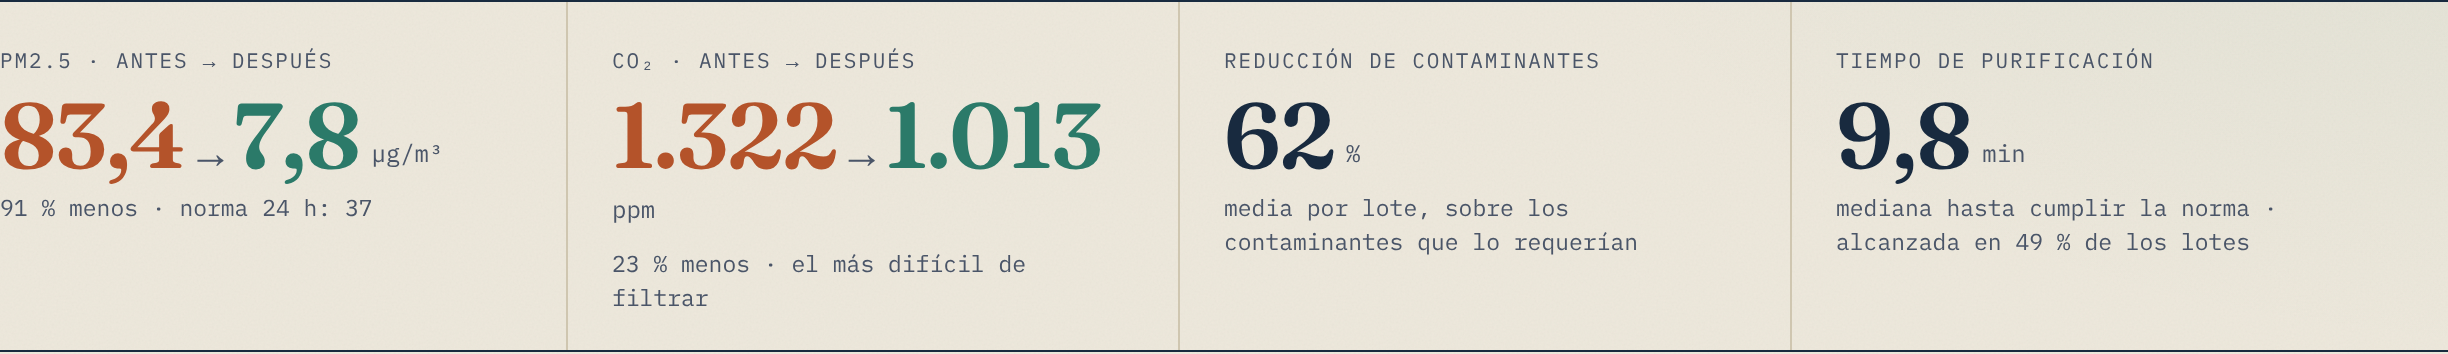 PM2.5 · ANTES → DESPUÉS
83,4 → 7,8 µg/m³
91 % menos · norma 24 h: 37
CO₂ · ANTES → DESPUÉS
1.322 → 1.013
ppm
23 % menos · el más difícil de
filtrar
REDUCCIÓN DE CONTAMINANTES
62 %
media por lote, sobre los
contaminantes que lo requerían
TIEMPO DE PURIFICACIÓN
9,8 min
mediana hasta cumplir la norma ·
alcanzada en 49 % de los lotes